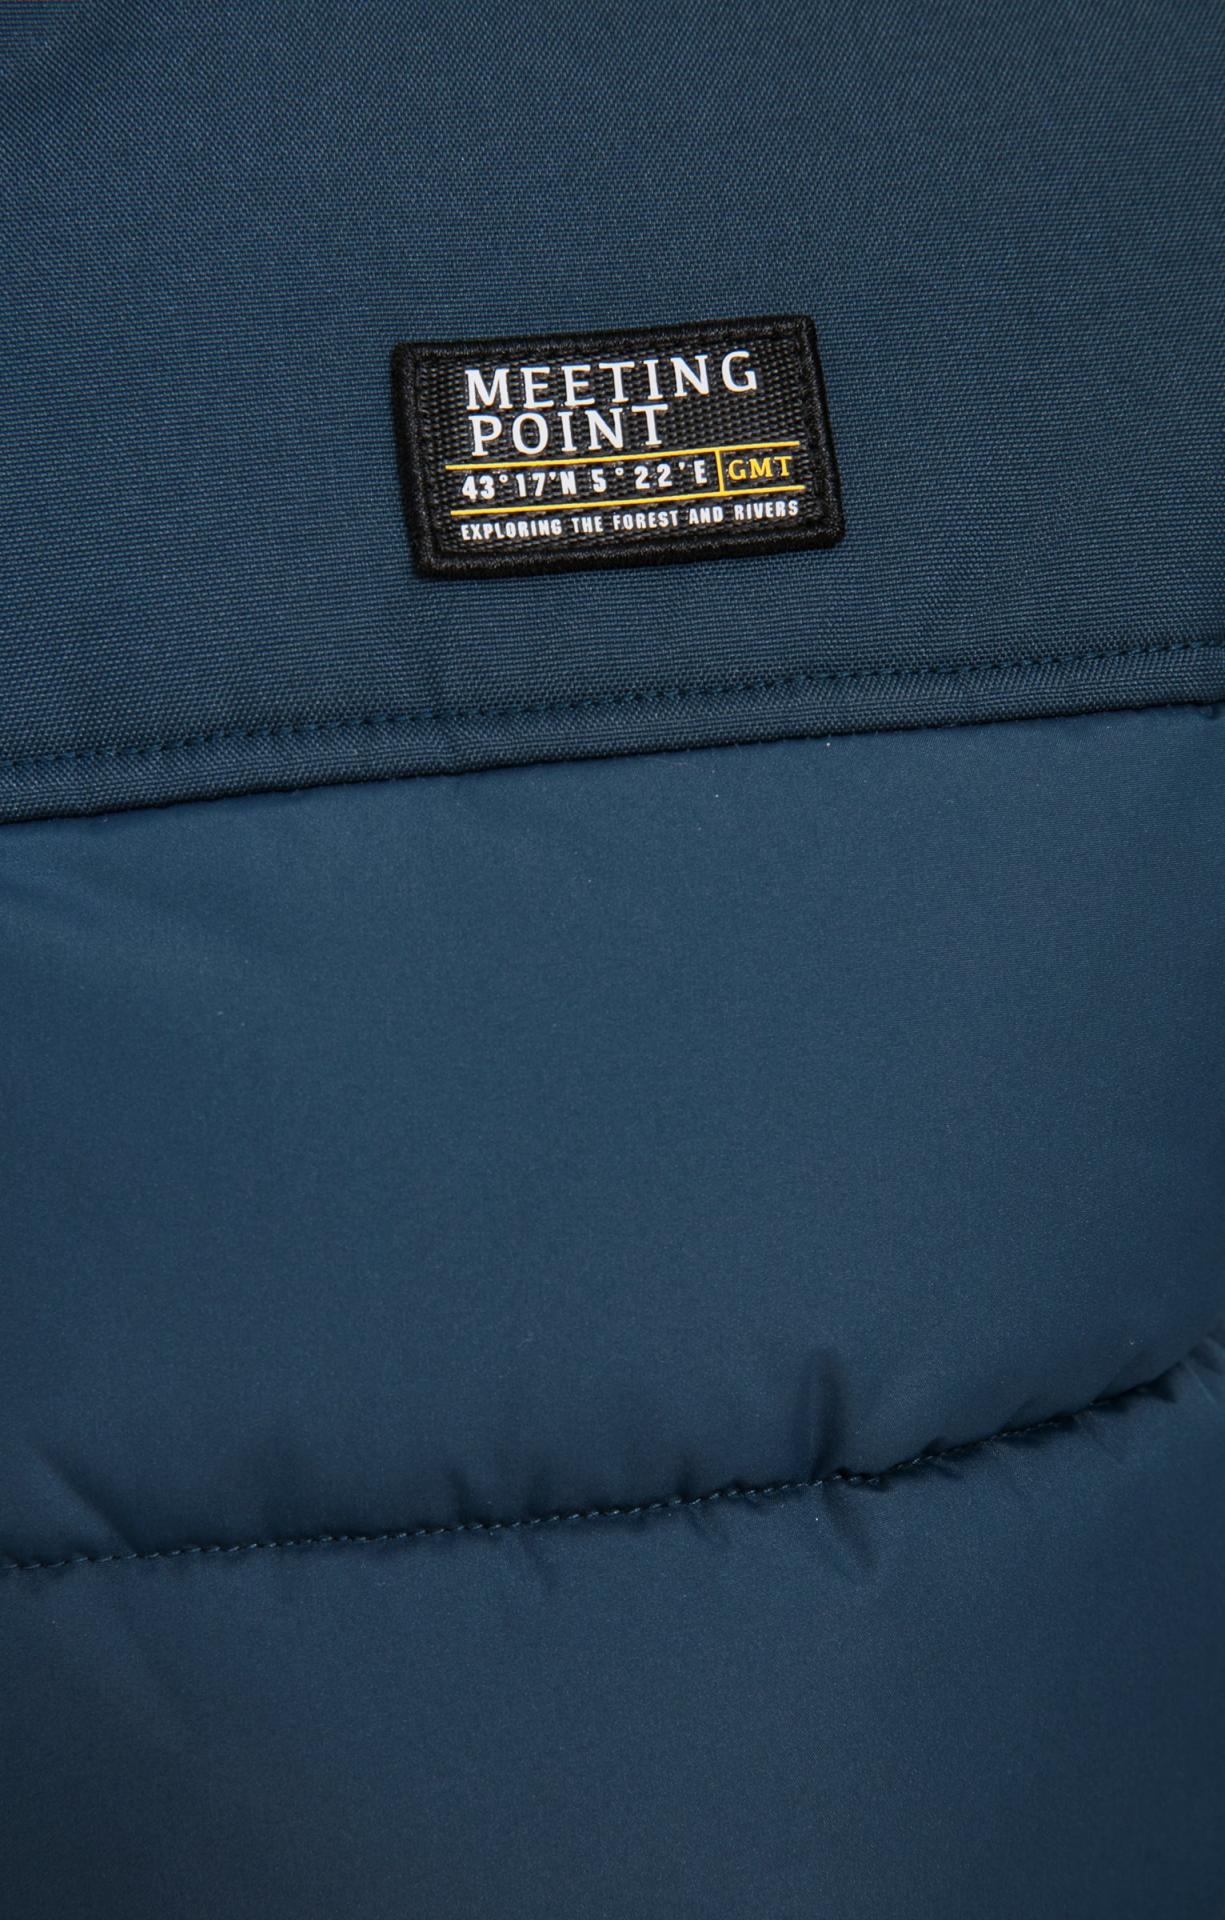 MEETING
POINT
43°17'N 5°22'E GMT
EXPLORING THE FOREST AND RIVERS